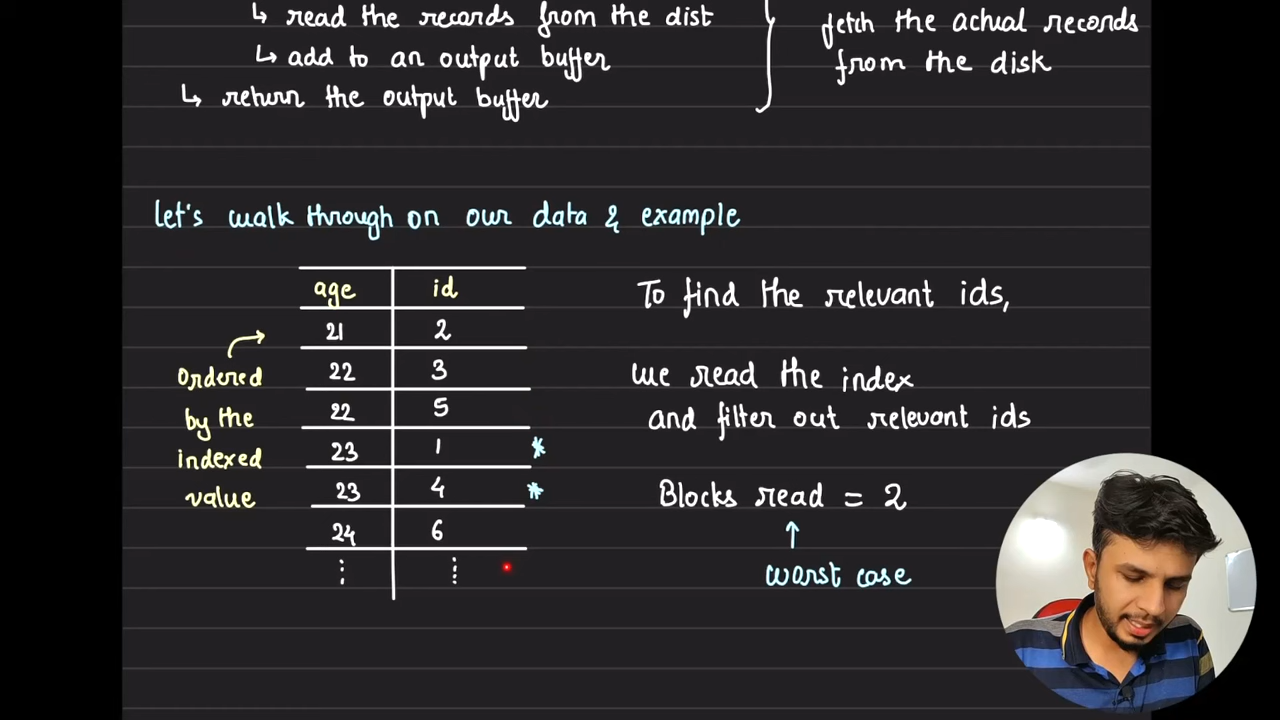 ↳ read the records from the dist
↳ add to an output buffer
↳ return the output buffer
fetch the actual records
from the disk
let's walk through on our data & example
age id
21 2
22 3
22 5
23 1 *
23 4 *
24 6
⋮ ⋮
Ordered
by the
indexed
value
To find the relevant ids,
we read the index
and filter out relevant ids
Blocks read = 2
↑
worst case